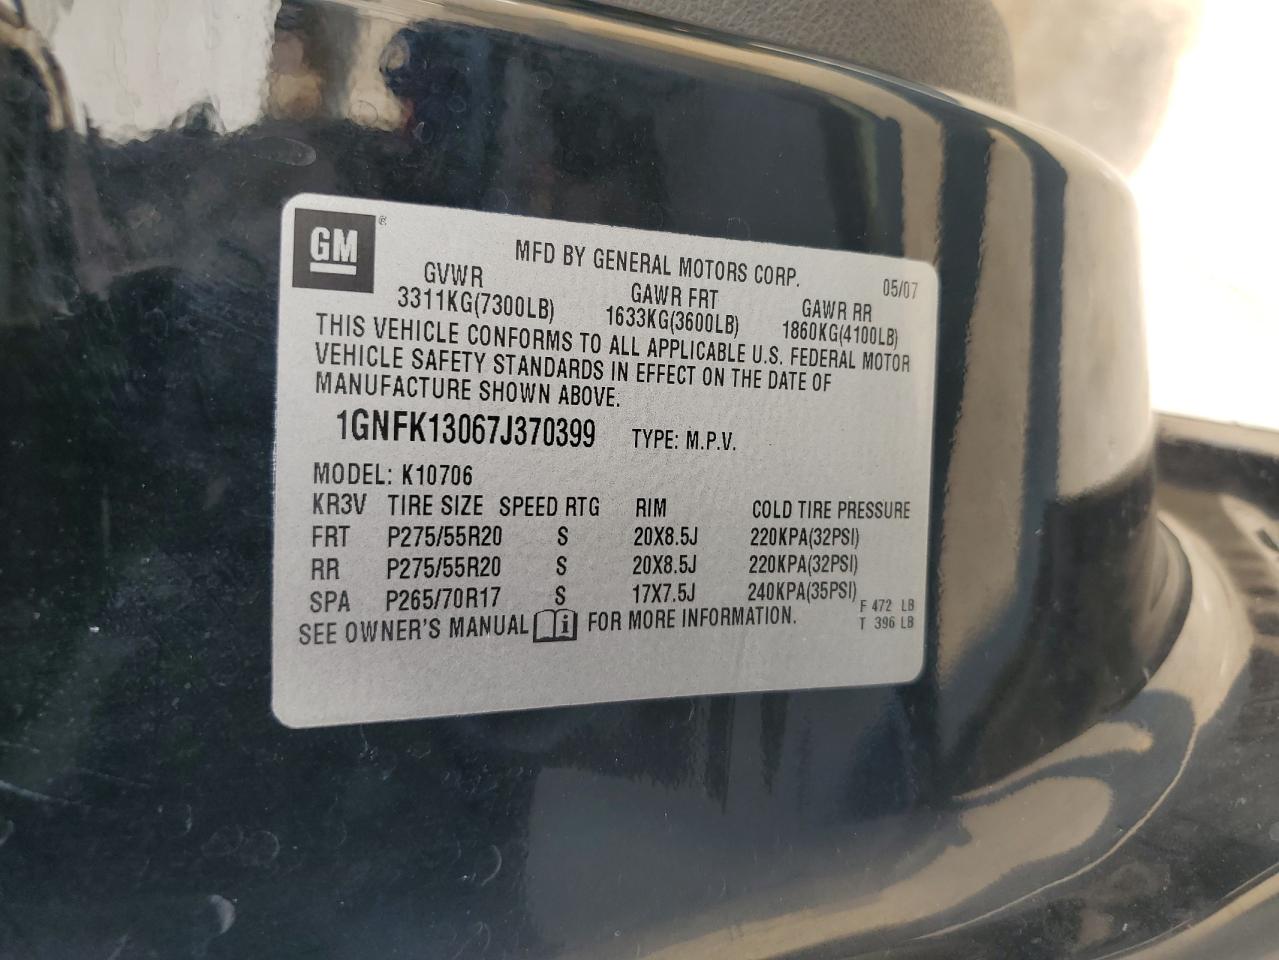 GM ®
MFD BY GENERAL MOTORS CORP. 05/07
GVWR GAWR FRT GAWR RR
3311KG(7300LB) 1633KG(3600LB) 1860KG(4100LB)
THIS VEHICLE CONFORMS TO ALL APPLICABLE U.S. FEDERAL MOTOR
VEHICLE SAFETY STANDARDS IN EFFECT ON THE DATE OF
MANUFACTURE SHOWN ABOVE.
1GNFK13067J370399 TYPE: M.P.V.
MODEL: K10706
KR3V TIRE SIZE SPEED RTG RIM COLD TIRE PRESSURE
FRT P275/55R20 S 20X8.5J 220KPA(32PSI)
RR P275/55R20 S 20X8.5J 220KPA(32PSI)
SPA P265/70R17 S 17X7.5J 240KPA(35PSI)
F 472 LB
T 396 LB
SEE OWNER'S MANUAL i FOR MORE INFORMATION.